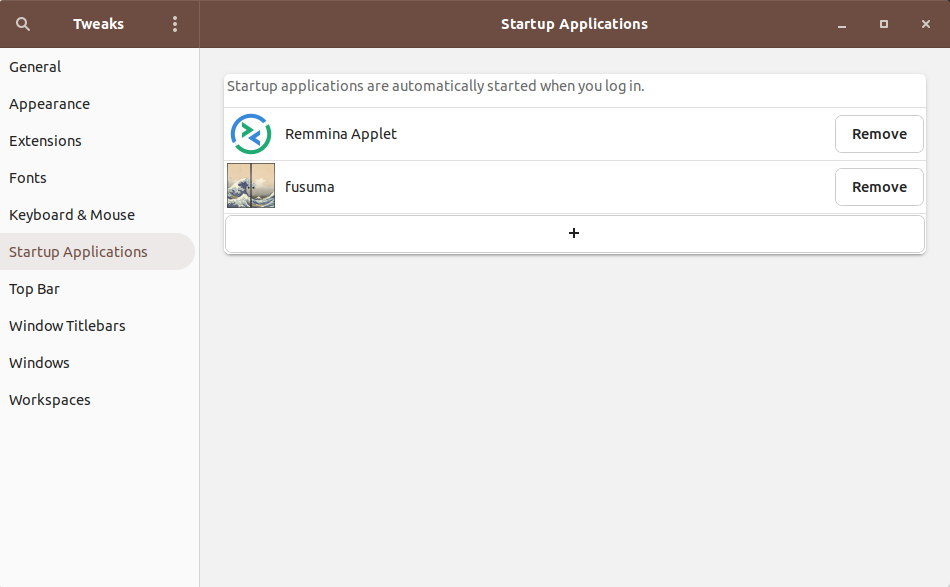 Tweaks
Startup Applications
General
Appearance
Extensions
Fonts
Keyboard & Mouse
Startup Applications
Top Bar
Window Titlebars
Windows
Workspaces
Startup applications are automatically started when you log in.
Remmina Applet
Remove
fusuma
Remove
+